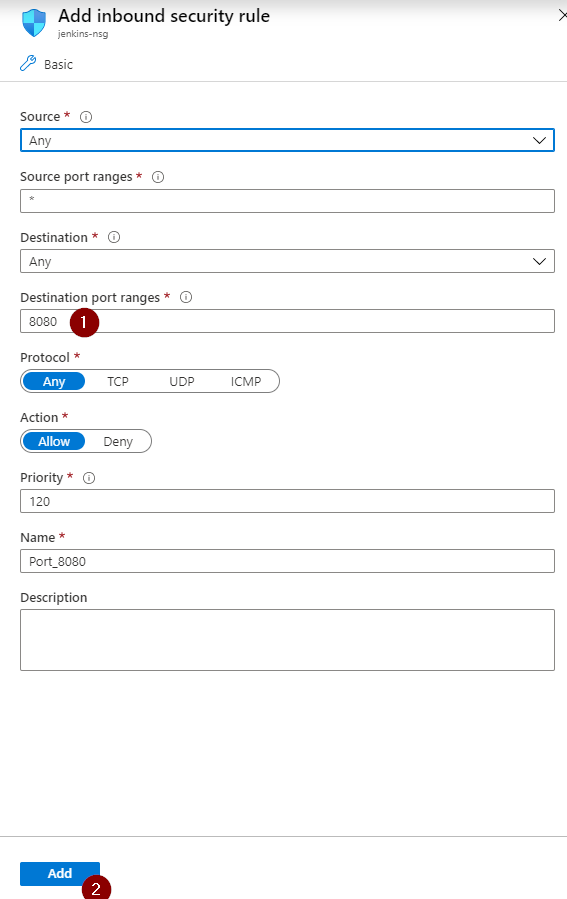 Add inbound security rule
jenkins-nsg
Basic
Source *
Any
Source port ranges *
*
Destination *
Any
Destination port ranges *
8080 1
Protocol *
Any TCP UDP ICMP
Action *
Allow Deny
Priority *
120
Name *
Port_8080
Description
Add
2